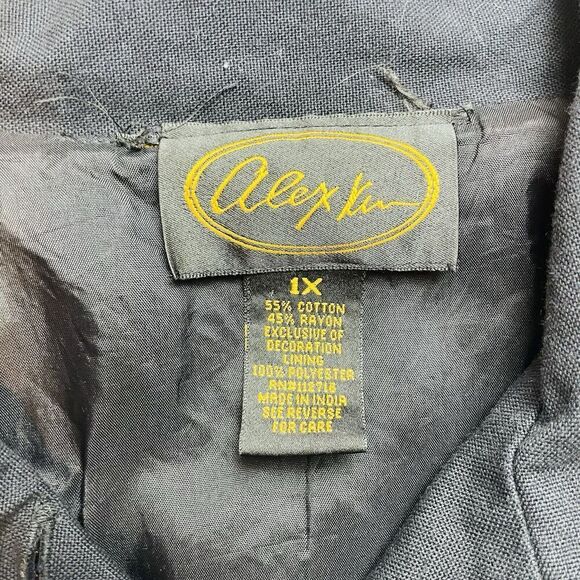 Alex Kim
1X
55% COTTON
45% RAYON
EXCLUSIVE OF
DECORATION
LINING
100% POLYESTER
RN#112718
MADE IN INDIA
SEE REVERSE
FOR CARE